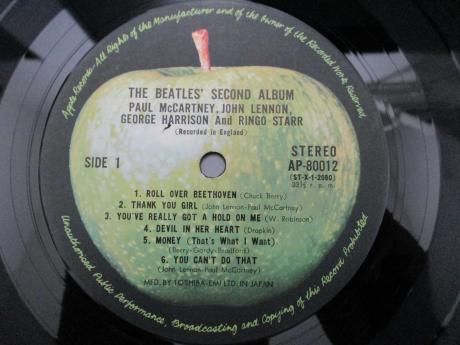 Apple Records-All Rights of the Manufacturer and of the Owner of the Recorded Work Reserved
THE BEATLES' SECOND ALBUM
PAUL McCARTNEY, JOHN LENNON,
GEORGE HARRISON And RINGO STARR
(Recorded in England)
SIDE 1
STEREO
AP-80012
(ST-X-1-2080)
33⅓ r. p. m.
1. ROLL OVER BEETHOVEN (Chuck Berry)
2. THANK YOU GIRL (John Lennon-Paul McCartney)
3. YOU'VE REALLY GOT A HOLD ON ME (W. Robinson)
4. DEVIL IN HER HEART (Drapkin)
5. MONEY (That's What I Want)
(Berry-Gordy-Bradford)
6. YOU CAN'T DO THAT
(John Lennon-Paul McCartney)
MFD. BY TOSHIBA-EMI LTD. IN JAPAN
Unauthorised Public Performance, Broadcasting and Copying of this Record Prohibited